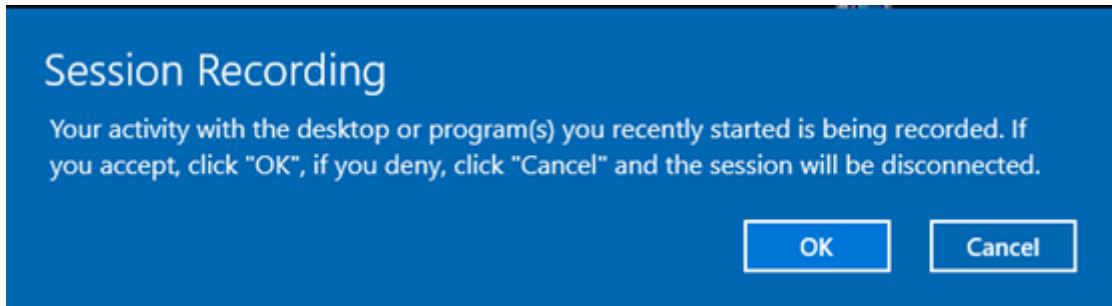 Session Recording
Your activity with the desktop or program(s) you recently started is being recorded. If
you accept, click "OK", if you deny, click "Cancel" and the session will be disconnected.
OK Cancel